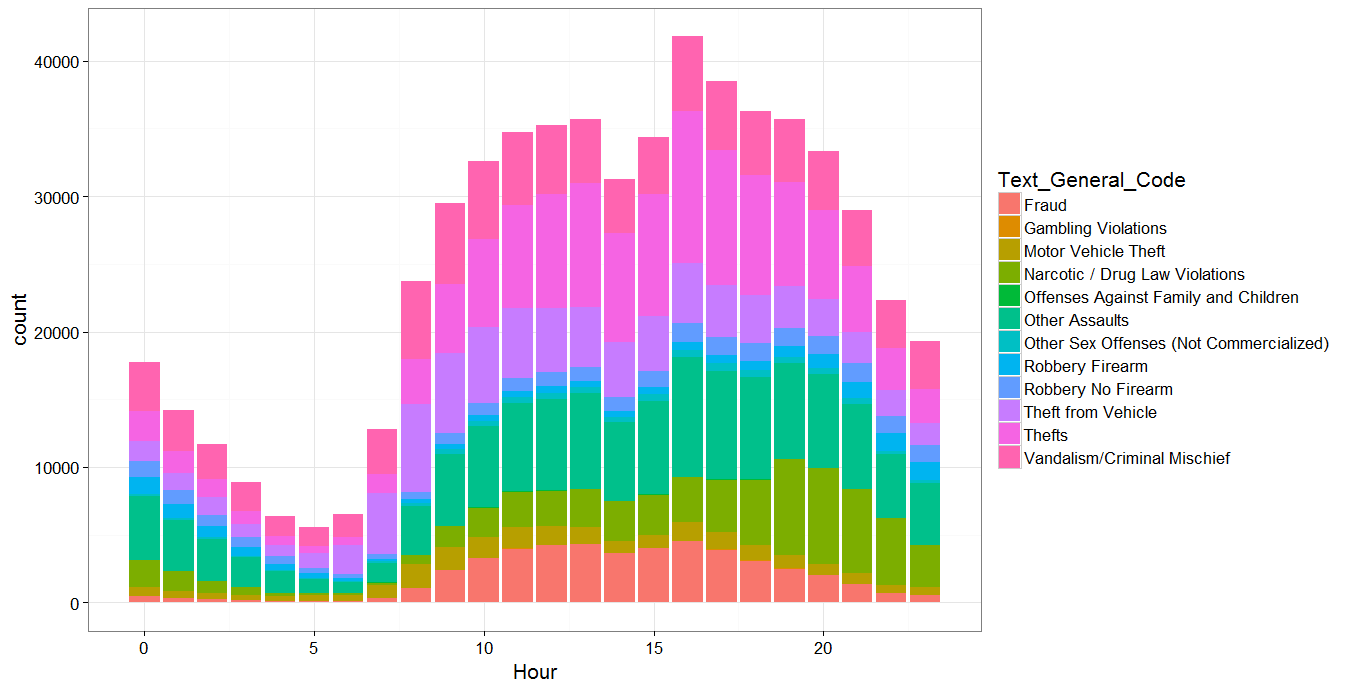 40000
30000
20000
10000
0
count
0 5 10 15 20
Hour
Text_General_Code
Fraud
Gambling Violations
Motor Vehicle Theft
Narcotic / Drug Law Violations
Offenses Against Family and Children
Other Assaults
Other Sex Offenses (Not Commercialized)
Robbery Firearm
Robbery No Firearm
Theft from Vehicle
Thefts
Vandalism/Criminal Mischief